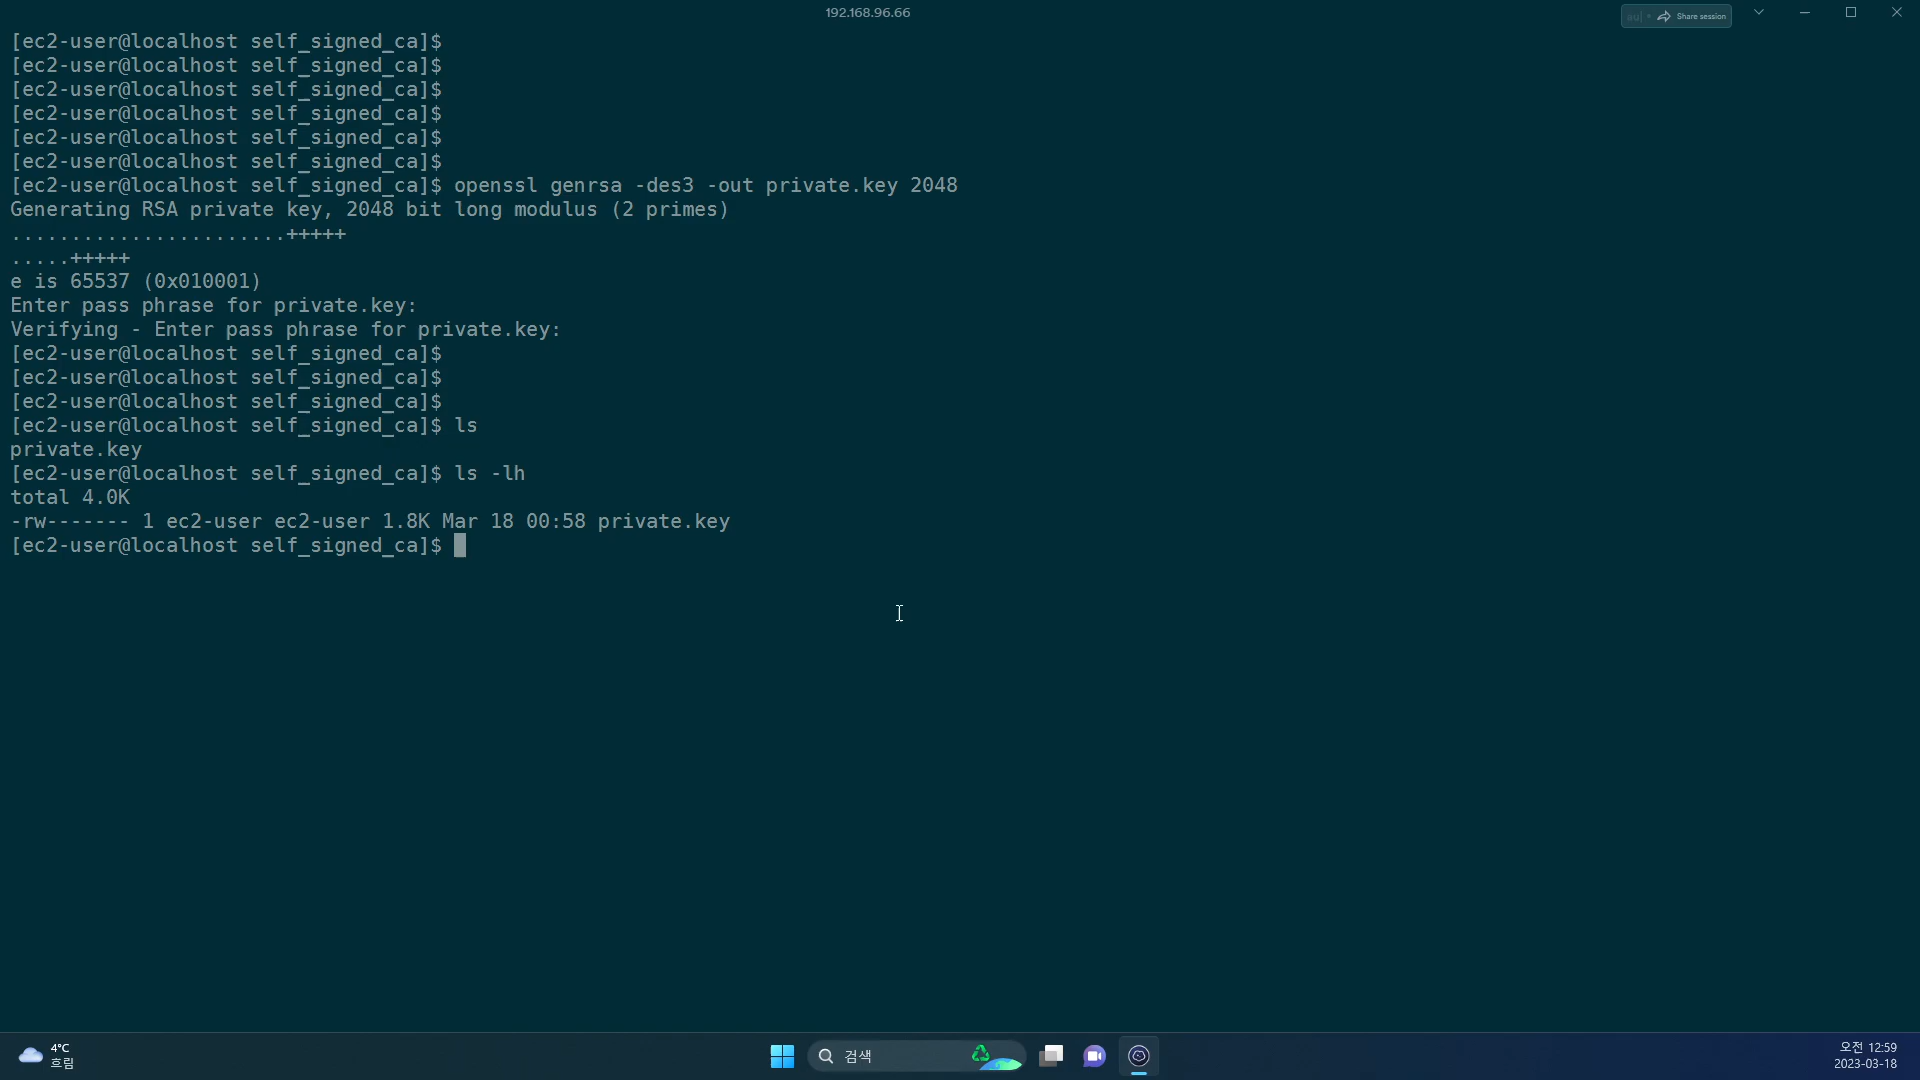 192.168.96.66
Share session
[ec2-user@localhost self_signed_ca]$
[ec2-user@localhost self_signed_ca]$
[ec2-user@localhost self_signed_ca]$
[ec2-user@localhost self_signed_ca]$
[ec2-user@localhost self_signed_ca]$
[ec2-user@localhost self_signed_ca]$
[ec2-user@localhost self_signed_ca]$ openssl genrsa -des3 -out private.key 2048
Generating RSA private key, 2048 bit long modulus (2 primes)
.......................+++++
.....+++++
e is 65537 (0x010001)
Enter pass phrase for private.key:
Verifying - Enter pass phrase for private.key:
[ec2-user@localhost self_signed_ca]$
[ec2-user@localhost self_signed_ca]$
[ec2-user@localhost self_signed_ca]$
[ec2-user@localhost self_signed_ca]$ ls
private.key
[ec2-user@localhost self_signed_ca]$ ls -lh
total 4.0K
-rw------- 1 ec2-user ec2-user 1.8K Mar 18 00:58 private.key
[ec2-user@localhost self_signed_ca]$
4°C
흐림
검색
오전 12:59
2023-03-18